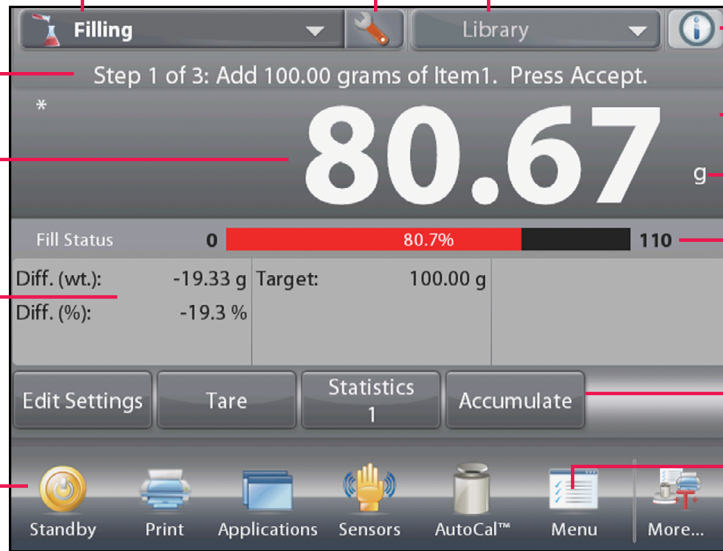 Filling Library
Step 1 of 3: Add 100.00 grams of Item1. Press Accept.
*
80.67 g
Fill Status 0 80.7% 110
Diff. (wt.): -19.33 g Target: 100.00 g
Diff. (%): -19.3 %
Edit Settings Tare Statistics Accumulate
1
Standby Print Applications Sensors AutoCal™ Menu More...